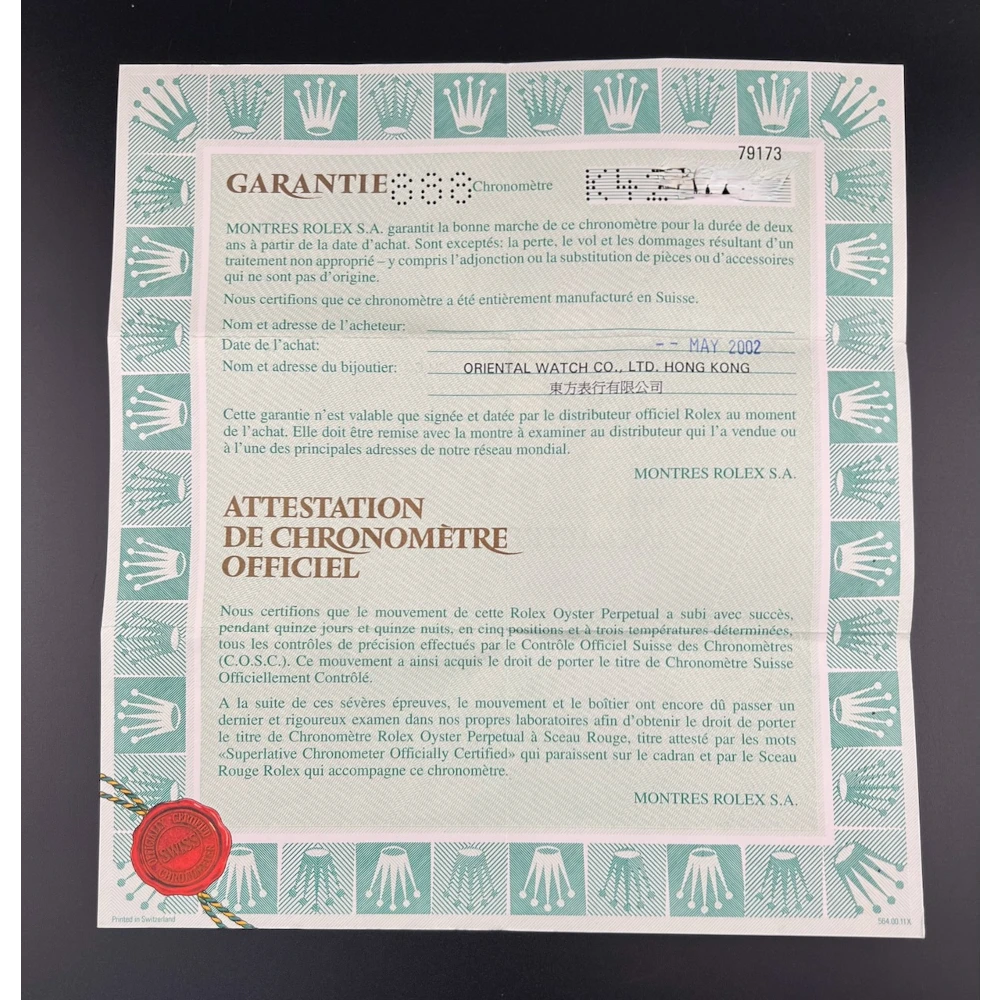 79173
GARANTIE 888 Chronomètre K42
MONTRES ROLEX S.A. garantit la bonne marche de ce chronomètre pour la durée de deux
ans à partir de la date d'achat. Sont exceptés: la perte, le vol et les dommages résultant d'un
traitement non approprié – y compris l'adjonction ou la substitution de pièces ou d'accessoires
qui ne sont pas d'origine.
Nous certifions que ce chronomètre a été entièrement manufacturé en Suisse.
Nom et adresse de l'acheteur:
Date de l'achat: -- MAY 2002
Nom et adresse du bijoutier: ORIENTAL WATCH CO., LTD. HONG KONG
東方表行有限公司
Cette garantie n'est valable que signée et datée par le distributeur officiel Rolex au moment
de l'achat. Elle doit être remise avec la montre à examiner au distributeur qui l'a vendue ou
à l'une des principales adresses de notre réseau mondial.
MONTRES ROLEX S.A.
ATTESTATION
DE CHRONOMÈTRE
OFFICIEL
Nous certifions que le mouvement de cette Rolex Oyster Perpetual a subi avec succès,
pendant quinze jours et quinze nuits, en cinq positions et à trois températures déterminées,
tous les contrôles de précision effectués par le Contrôle Officiel Suisse des Chronomètres
(C.O.S.C.). Ce mouvement a ainsi acquis le droit de porter le titre de Chronomètre Suisse
Officiellement Contrôlé.
A la suite de ces sévères épreuves, le mouvement et le boîtier ont encore dû passer un
dernier et rigoureux examen dans nos propres laboratoires afin d'obtenir le droit de porter
le titre de Chronomètre Rolex Oyster Perpetual à Sceau Rouge, titre attesté par les mots
«Superlative Chronometer Officially Certified» qui paraissent sur le cadran et par le Sceau
Rouge Rolex qui accompagne ce chronomètre.
MONTRES ROLEX S.A.
SWISS
Printed in Switzerland
564.00.11.X